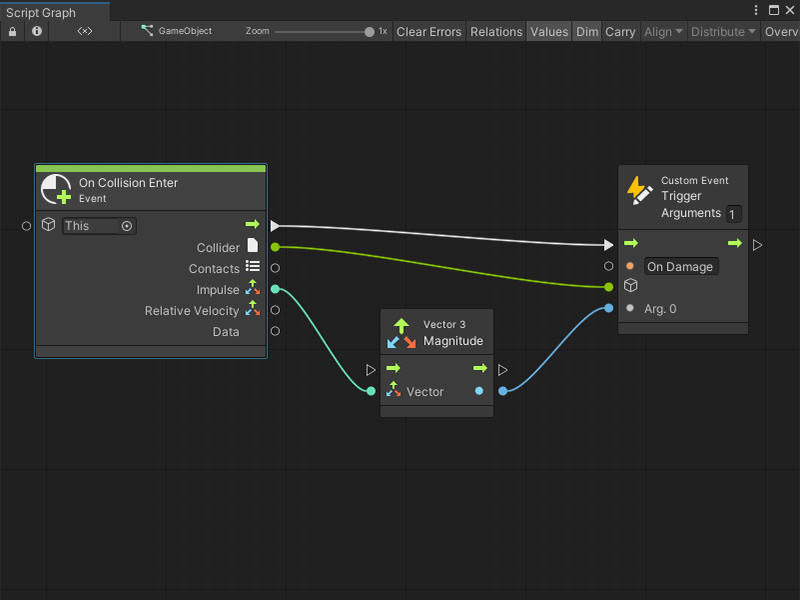 Script Graph
<×> GameObject Zoom 1x Clear Errors Relations Values Dim Carry Align Distribute Overv
On Collision Enter
Event
This
Collider
Contacts
Impulse
Relative Velocity
Data
Vector 3
Magnitude
Vector
Custom Event
Trigger
Arguments 1
On Damage
Arg. 0